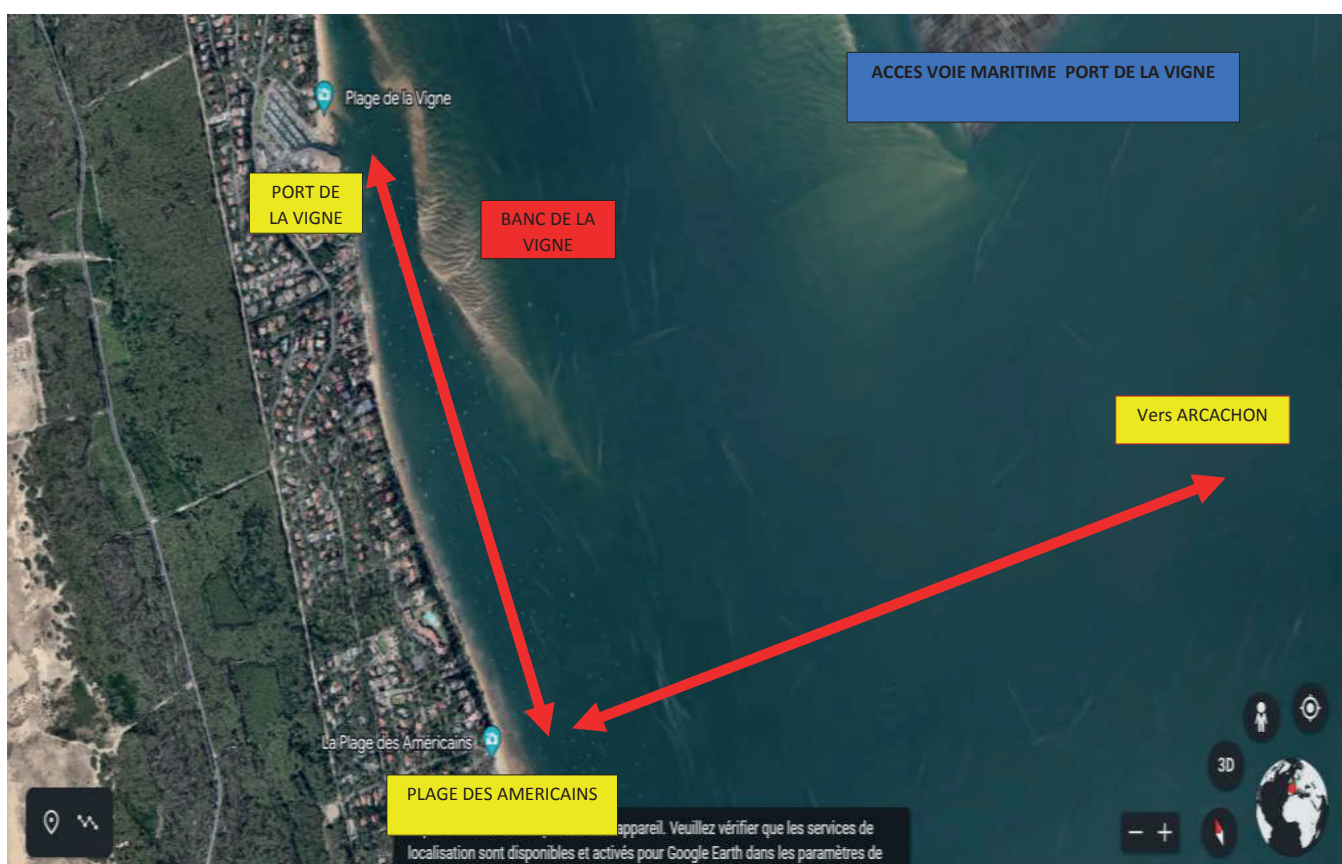 ACCES VOIE MARITIME PORT DE LA VIGNE
Plage de la Vigne
PORT DE
LA VIGNE
BANC DE LA
VIGNE
Vers ARCACHON
La Plage des Américains
PLAGE DES AMERICAINS
3D
appareil. Veuillez vérifier que les services de
localisation sont disponibles et activés pour Google Earth dans les paramètres de